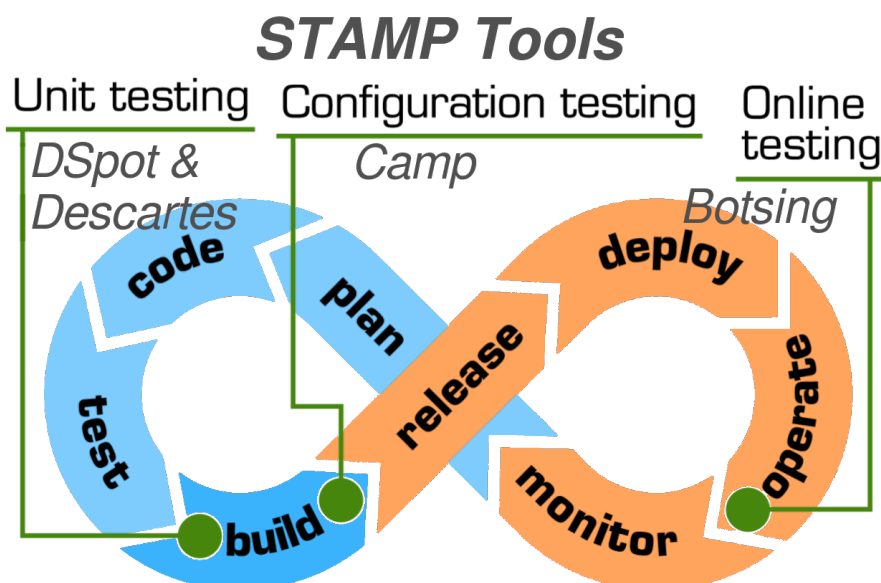 STAMP Tools
Unit testing
Configuration testing
Online
testing
DSpot &
Descartes
Camp
Botsing
code
plan
deploy
release
operate
test
build
monitor